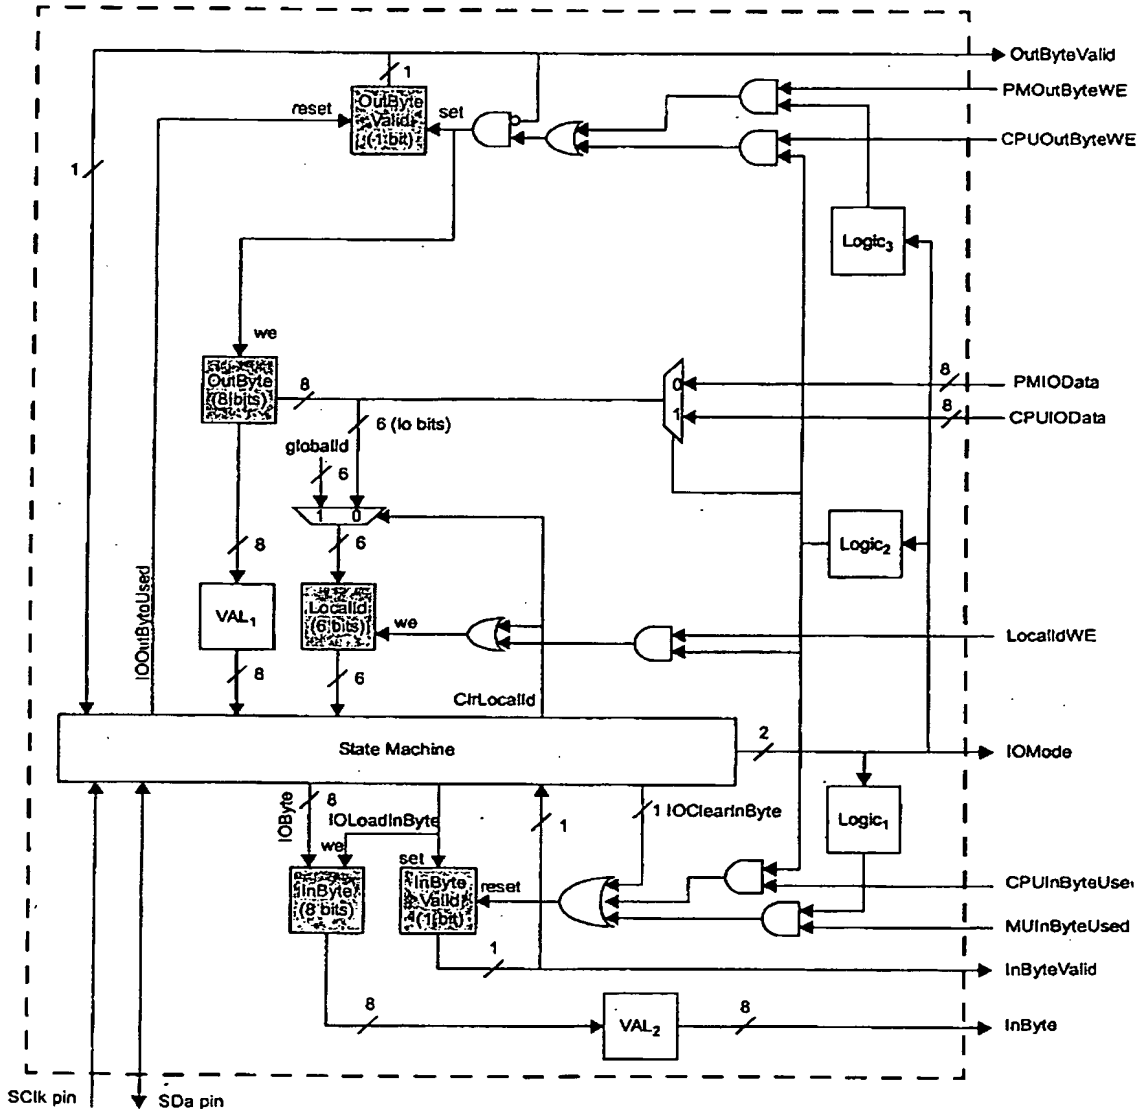 OutByteValid
1
PMOutByteWE
reset
OutByte
Valid
(1 bit)
set
CPUOutByteWE
1
Logic3
we
OutByte
(8 bits)
8
0
8
PMIOData
1
8
CPUIOData
6 (lo bits)
globalId
6
1 0
Logic2
8
6
IOOutByteUsed
VAL1
LocalId
(6 bits)
we
LocalIdWE
8
6
ClrLocalId
State Machine
2
IOMode
8
IOByte
IOLoadInByte
1
1 IOClearInByte
Logic1
we
set
InByte
(8 bits)
InByte
Valid
(1 bit)
reset
CPUInByteUse
MUInByteUsed
1
InByteValid
8
VAL2
8
InByte
SClk pin
SDa pin